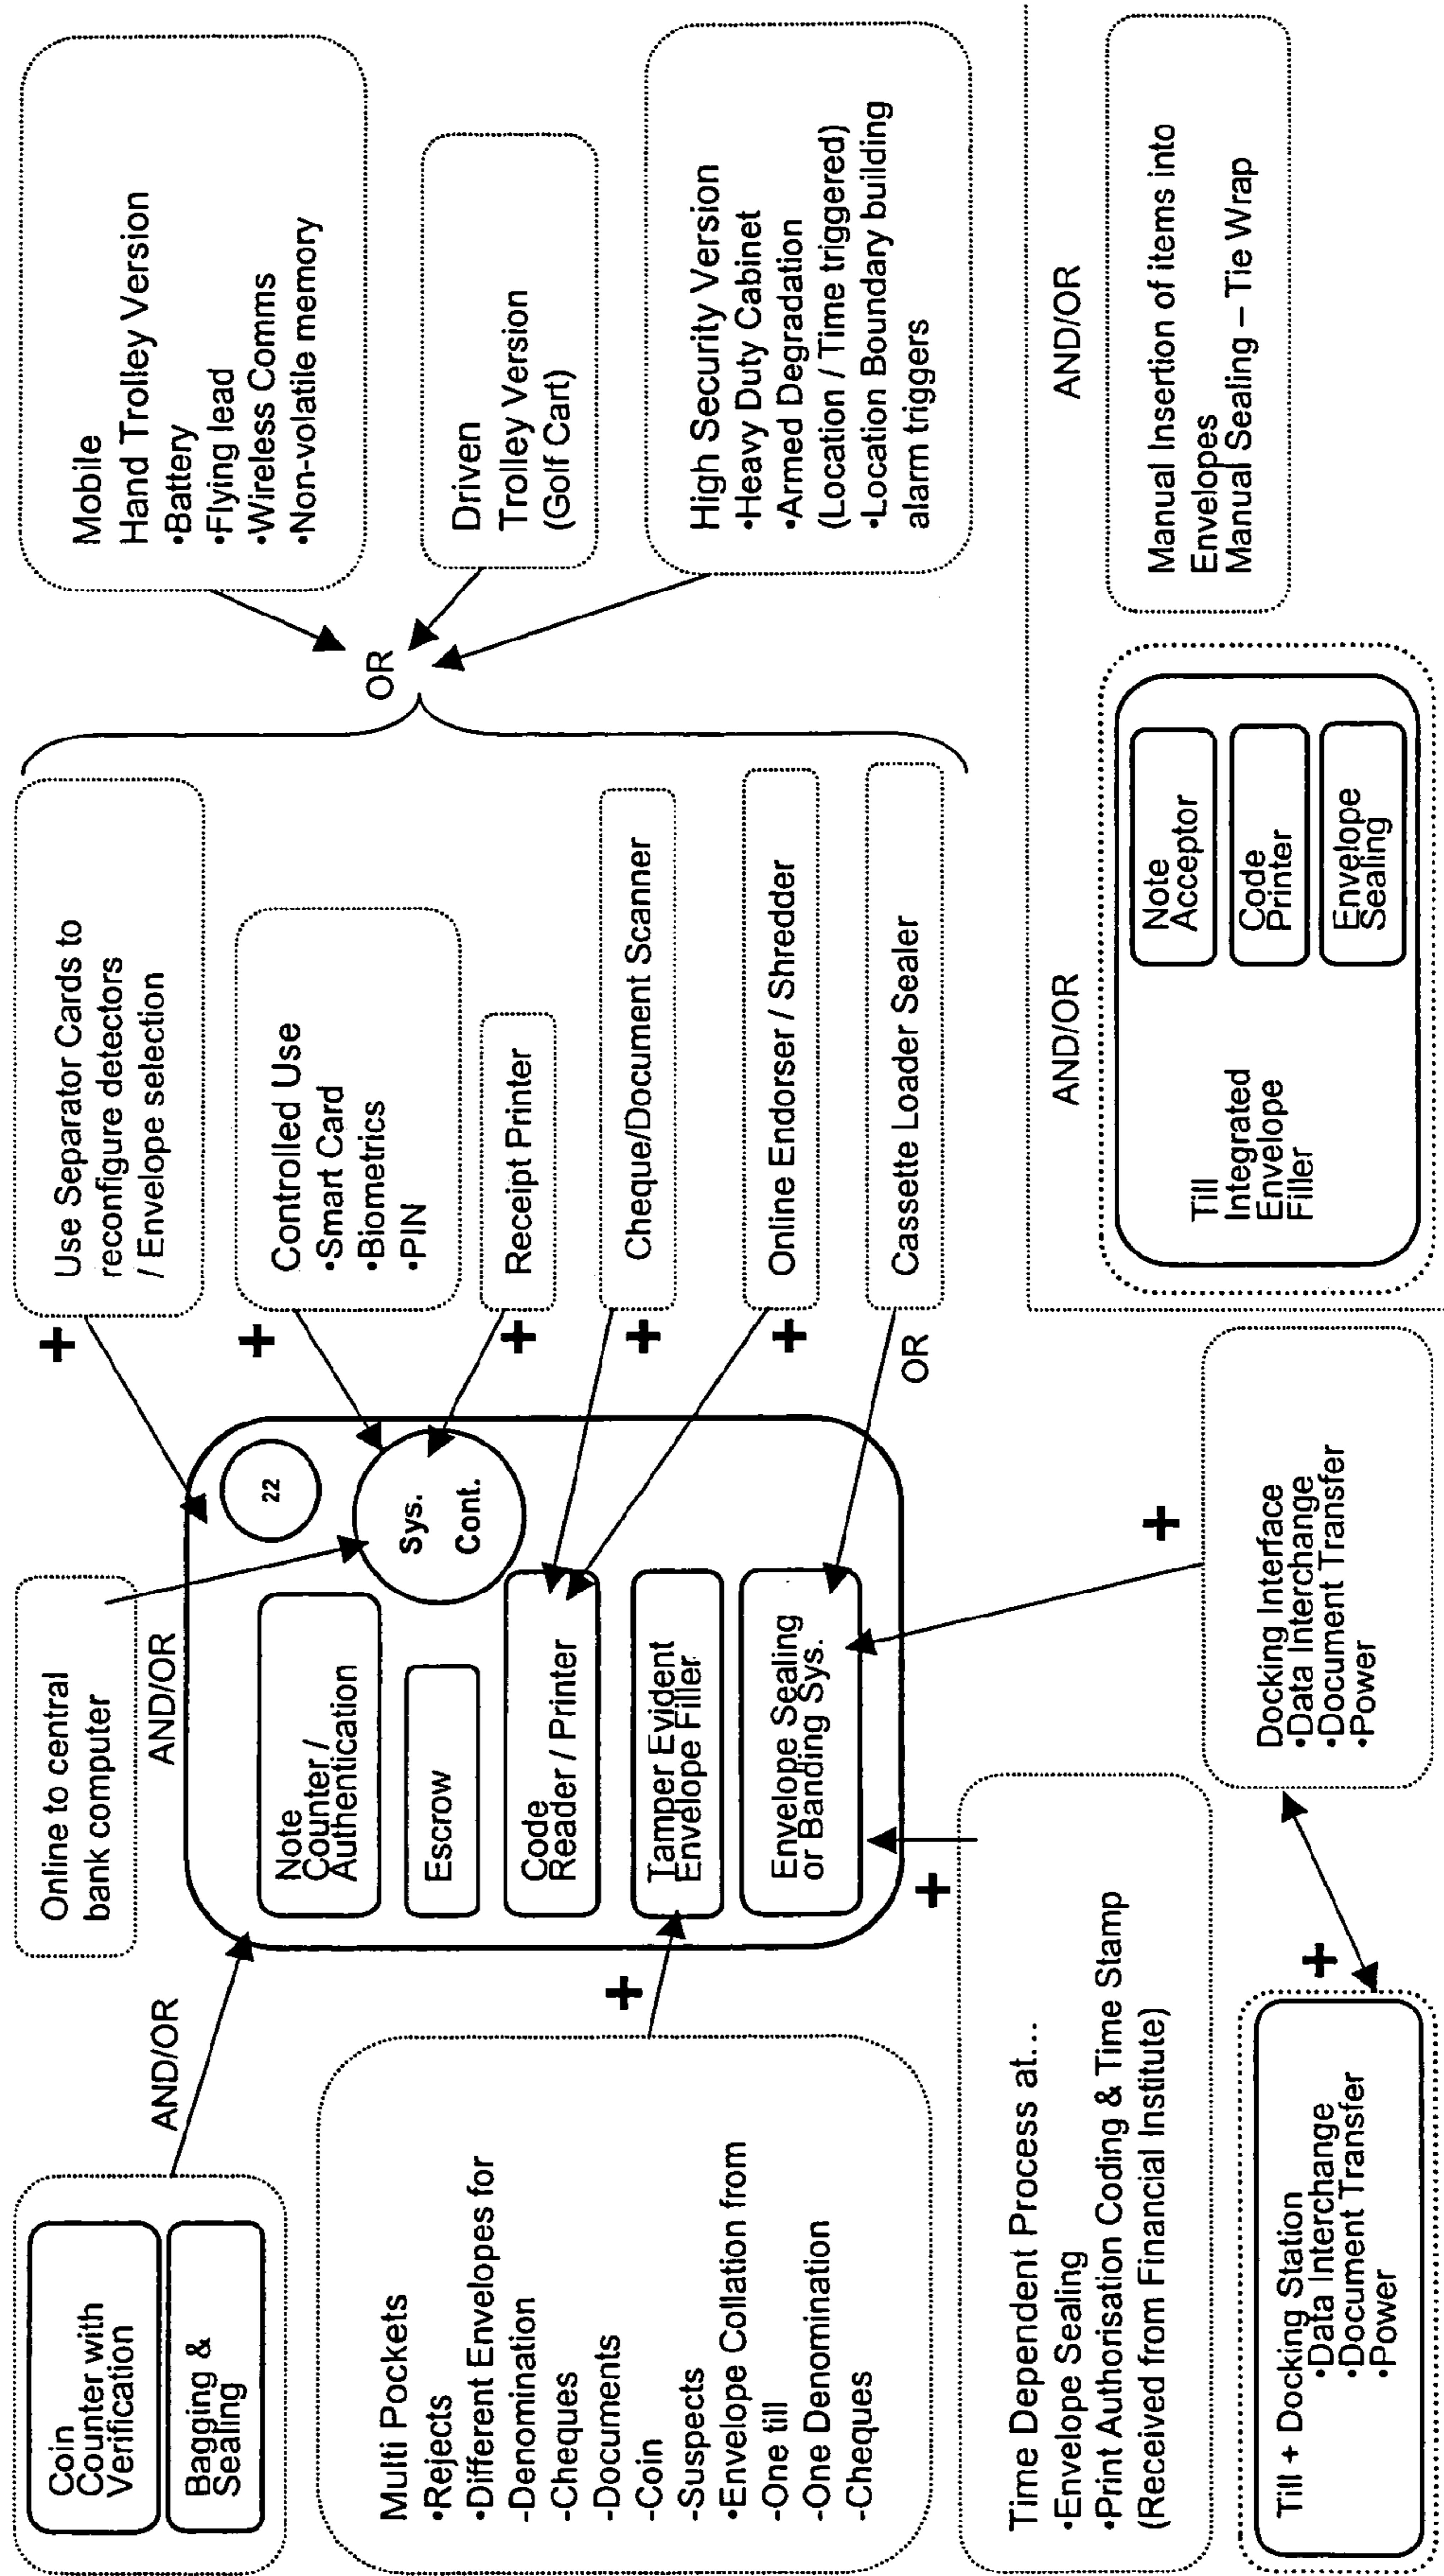 Coin
Counter with
Verification
Bagging &
Sealing
AND/OR
Online to central
bank computer
AND/OR
Use Separator Cards to
reconfigure detectors
/ Envelope selection
+
Controlled Use
•Smart Card
•Biometrics
•PIN
+
Receipt Printer
+
Cheque/Document Scanner
+
Online Endorser / Shredder
+
Cassette Loader Sealer
OR
22
Sys.
Cont.
Note
Counter /
Authentication
Escrow
Code
Reader / Printer
Tamper Evident
Envelope Filler
Envelope Sealing
or Banding Sys.
OR
Mobile
Hand Trolley Version
•Battery
•Flying lead
•Wireless Comms
•Non-volatile memory
Driven
Trolley Version
(Golf Cart)
High Security Version
•Heavy Duty Cabinet
•Armed Degradation
(Location / Time triggered)
•Location Boundary building
alarm triggers
Multi Pockets
•Rejects
•Different Envelopes for
-Denomination
-Cheques
-Documents
-Coin
-Suspects
•Envelope Collation from
-One till
-One Denomination
-Cheques
+
Time Dependent Process at...
•Envelope Sealing
•Print Authorisation Coding & Time Stamp
(Received from Financial Institute)
+
Till + Docking Station
•Data Interchange
•Document Transfer
•Power
+
Docking Interface
•Data Interchange
•Document Transfer
•Power
+
AND/OR
Till
Integrated
Envelope
Filler
Note
Acceptor
Code
Printer
Envelope
Sealing
AND/OR
Manual Insertion of items into
Envelopes
Manual Sealing – Tie Wrap